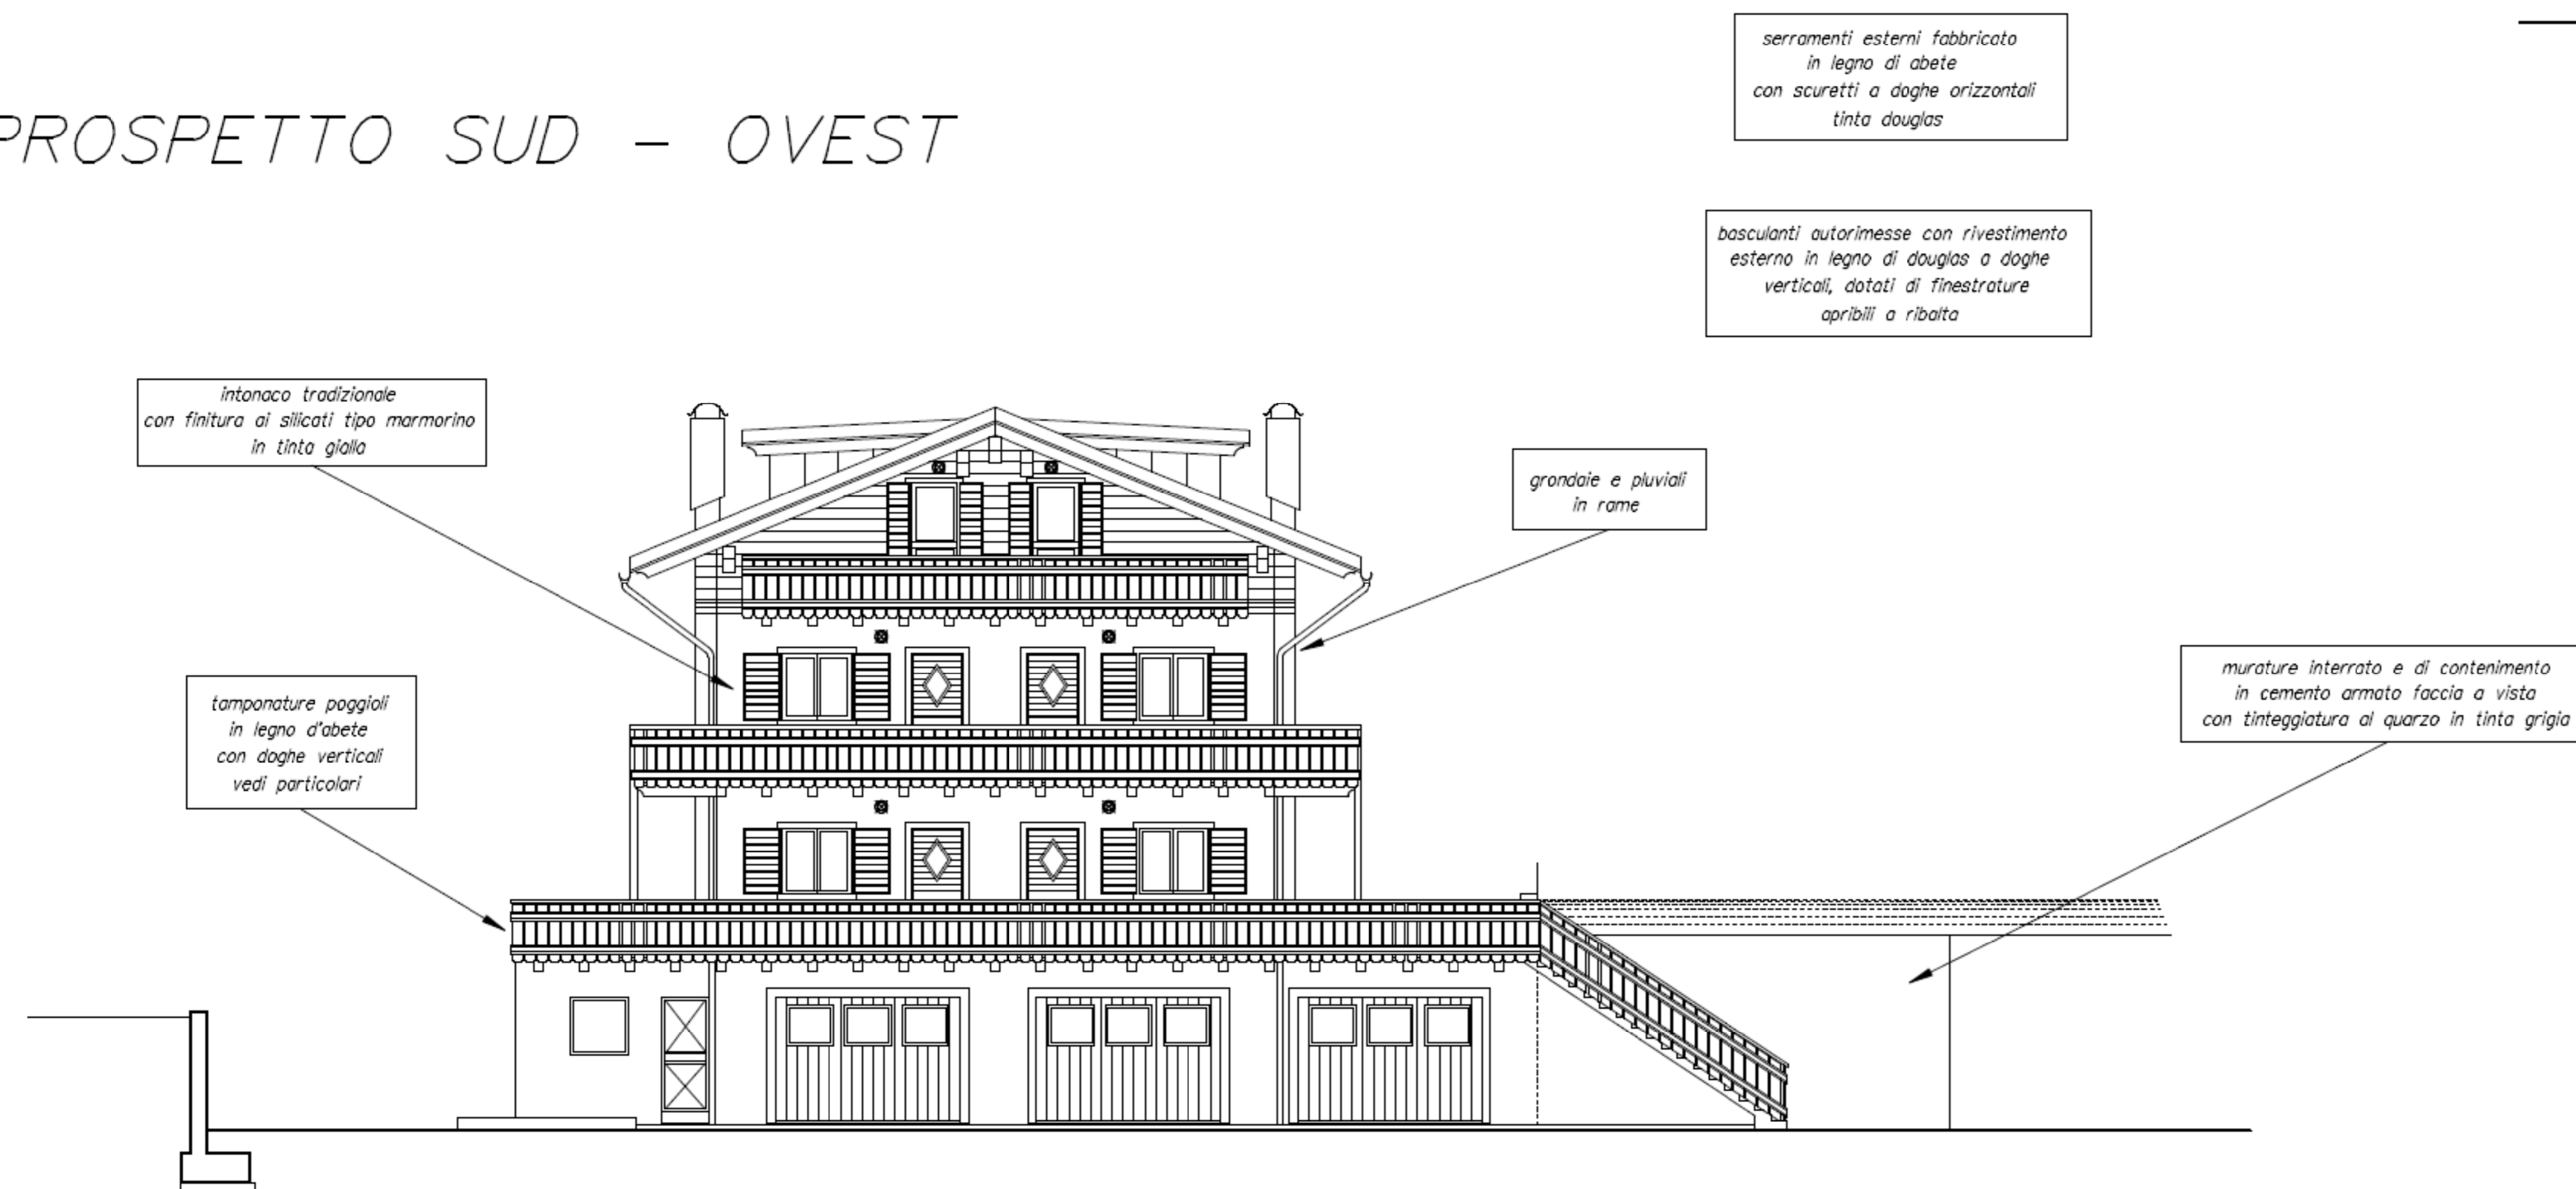 PROSPETTO SUD - OVEST
serramenti esterni fabbricato
in legno di abete
con scuretti a doghe orizzontali
tinta douglas
basculanti autorimesse con rivestimento
esterno in legno di douglas a doghe
verticali, dotati di finestrature
apribili a ribalta
intonaco tradizionale
con finitura ai silicati tipo marmorino
in tinta gialla
grondaie e pluviali
in rame
tamponature poggioli
in legno d'abete
con doghe verticali
vedi particolari
murature interrato e di contenimento
in cemento armato faccia a vista
con tinteggiatura al quarzo in tinta grigia